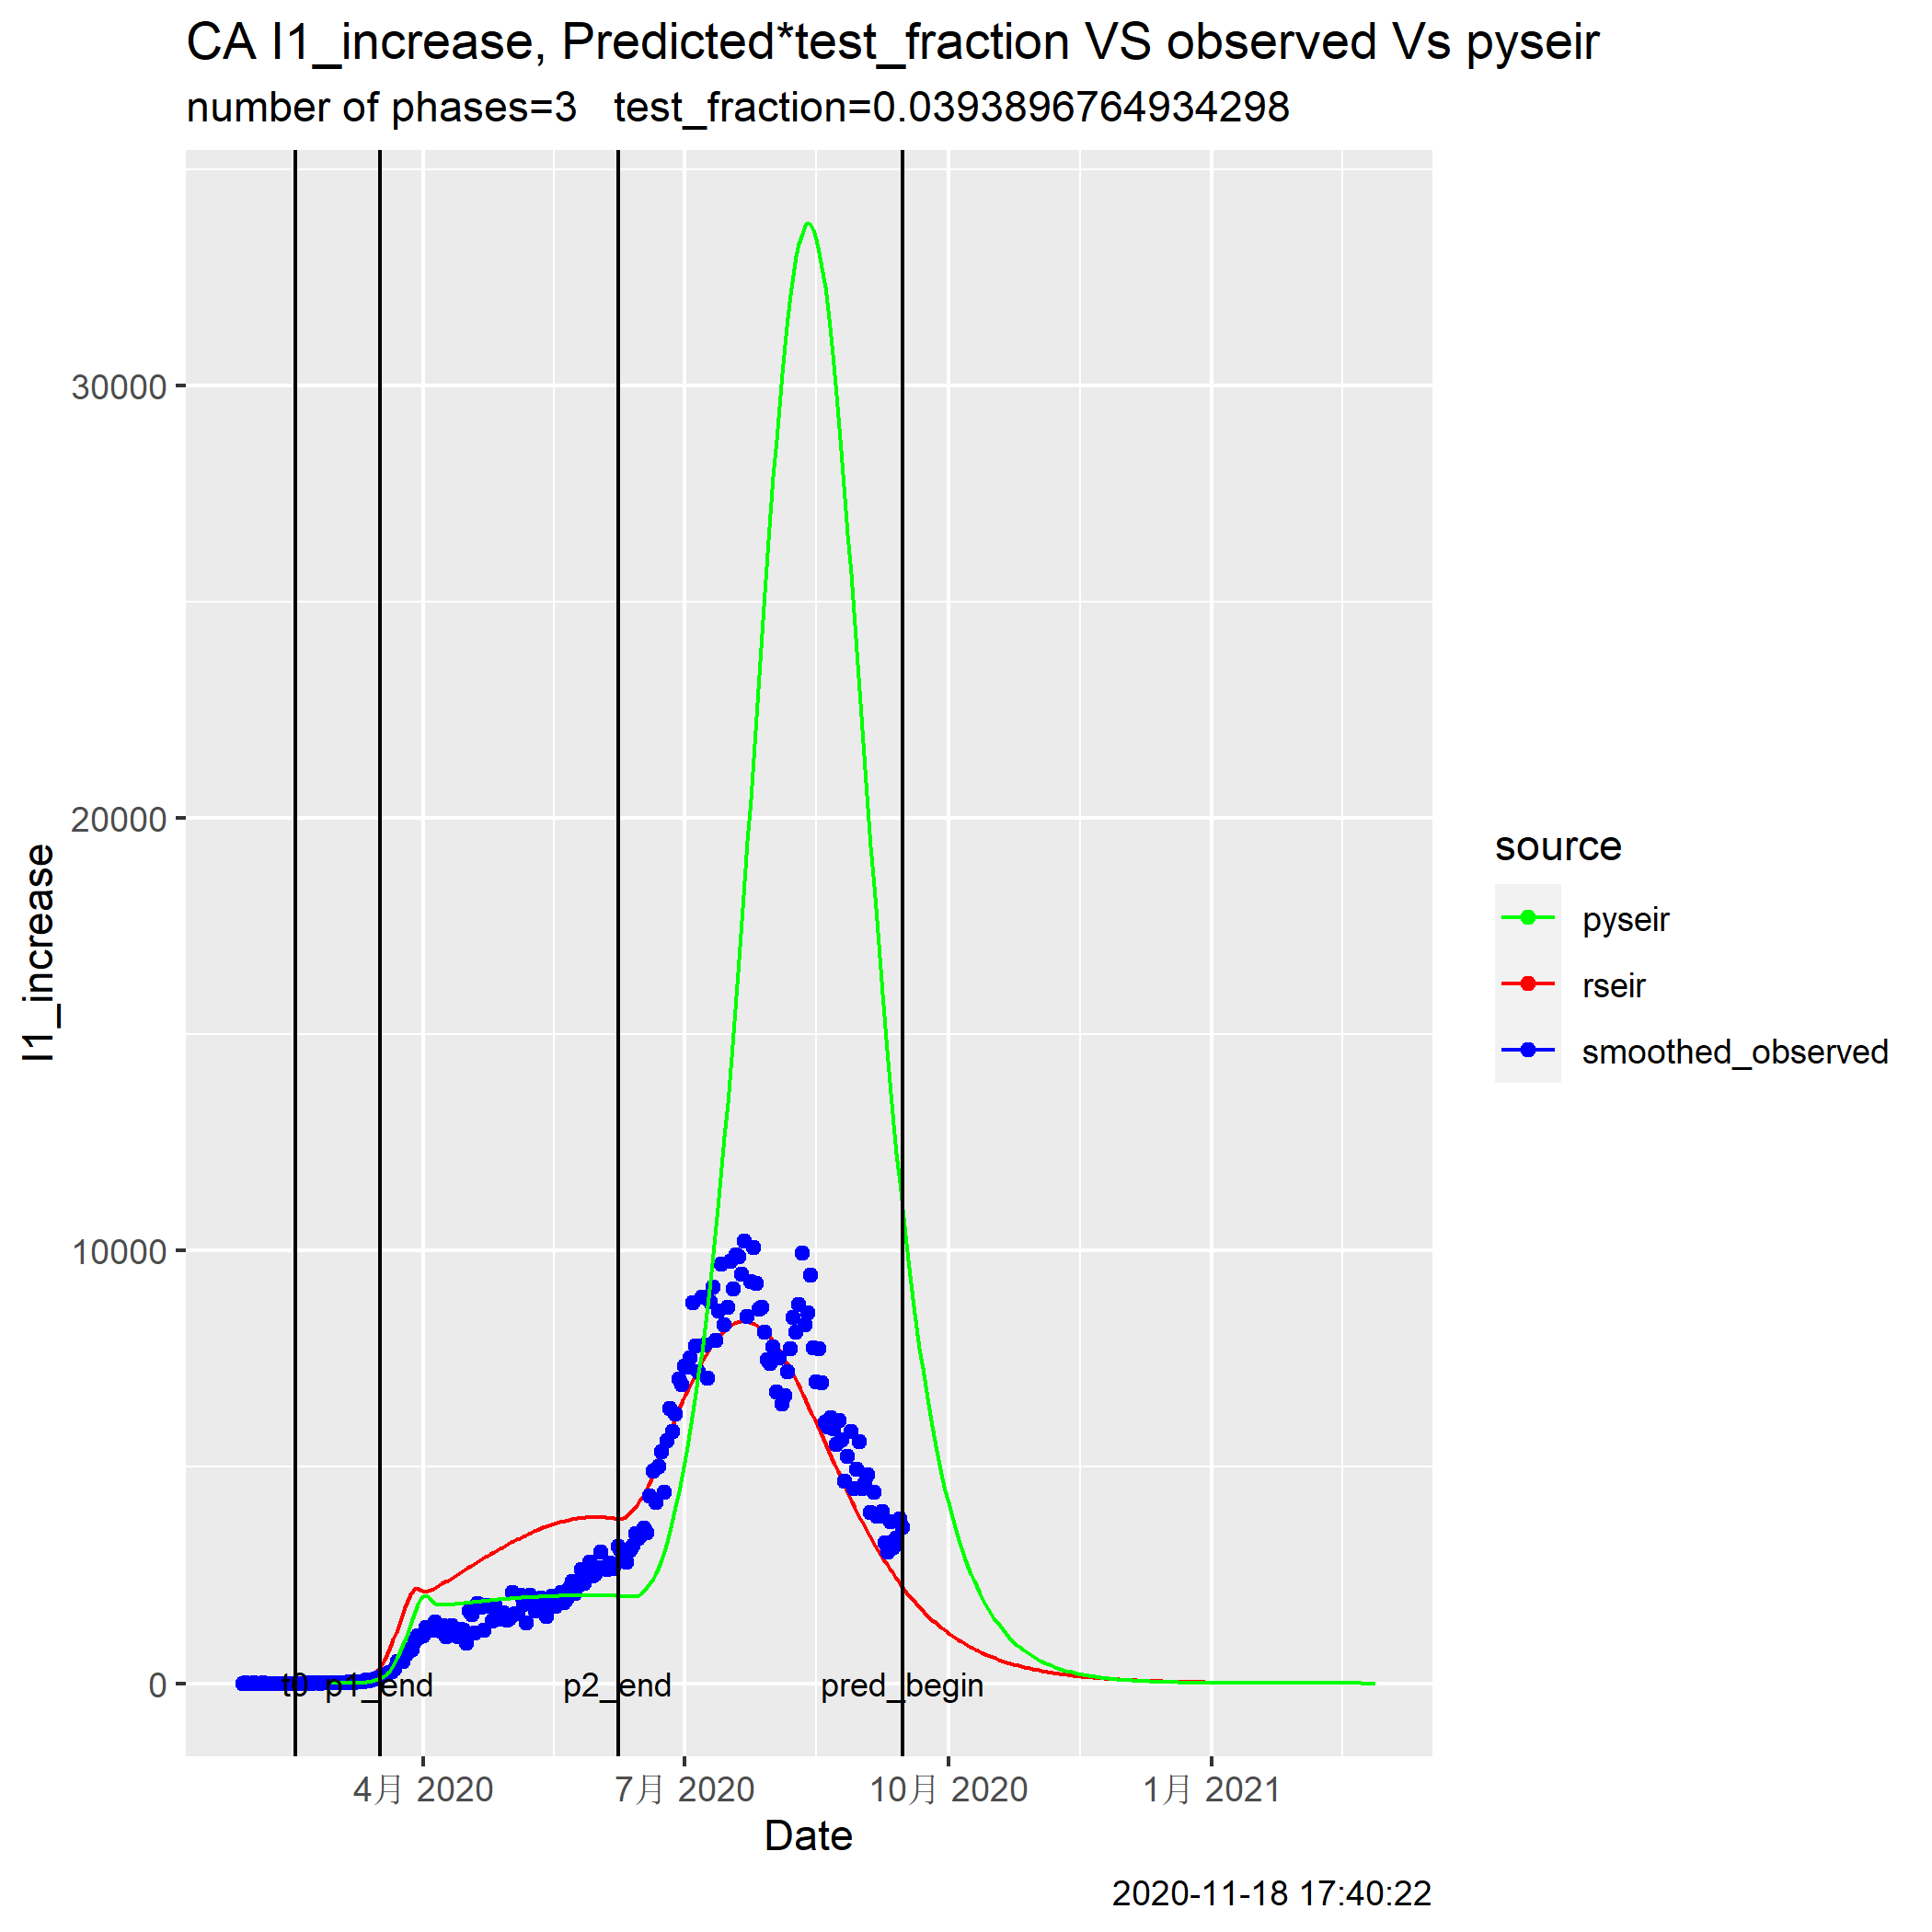 CA I1_increase, Predicted*test_fraction VS observed Vs pyseir
number of phases=3   test_fraction=0.0393896764934298
30000
20000
10000
0
I1_increase
t0
p1_end
p2_end
pred_begin
4月 2020
7月 2020
10月 2020
1月 2021
Date
source
pyseir
rseir
smoothed_observed
2020-11-18 17:40:22